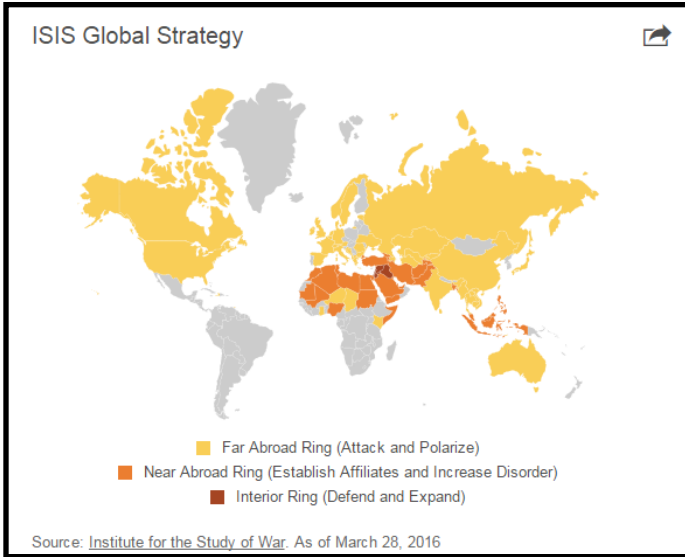 ISIS Global Strategy
Far Abroad Ring (Attack and Polarize)
Near Abroad Ring (Establish Affiliates and Increase Disorder)
Interior Ring (Defend and Expand)
Source: Institute for the Study of War. As of March 28, 2016